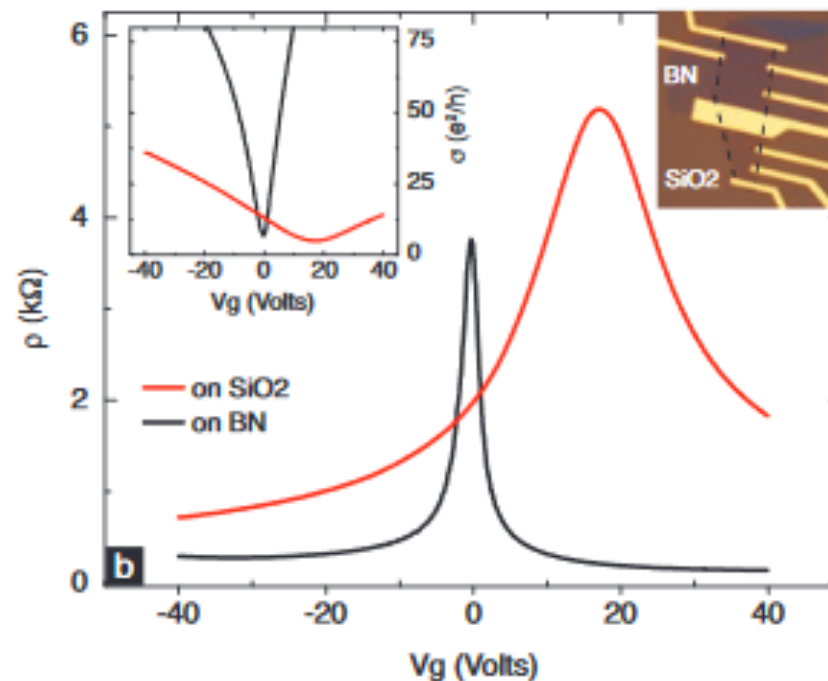 6
4
2
0
ρ (kΩ)
-40 -20 0 20 40
Vg (Volts)
75
50
25
0
σ (e²/h)
-40 -20 0 20 40
Vg (Volts)
BN
SiO2
on SiO2
on BN
b